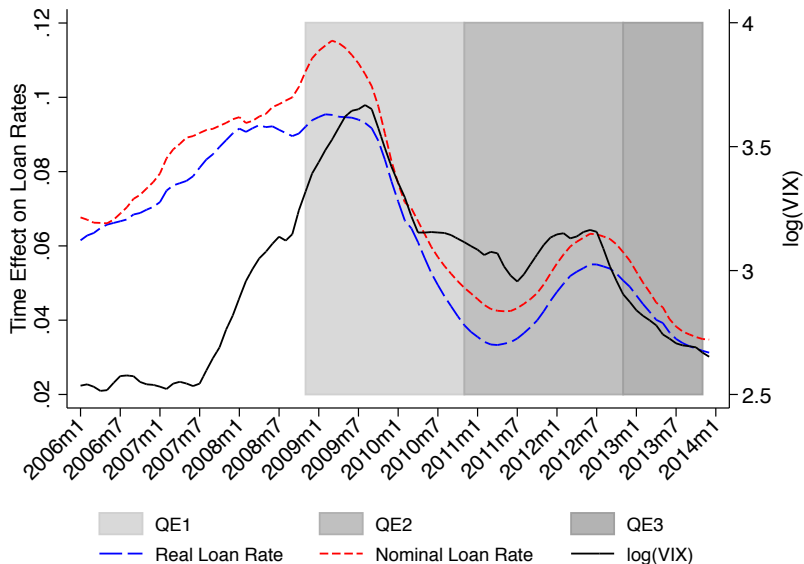 Time Effect on Loan Rates
.12
.1
.08
.06
.04
.02
4
3.5
3
2.5
log(VIX)
2006m1
2006m7
2007m1
2007m7
2008m1
2008m7
2009m1
2009m7
2010m1
2010m7
2011m1
2011m7
2012m1
2012m7
2013m1
2013m7
2014m1
QE1 QE2 QE3
Real Loan Rate Nominal Loan Rate log(VIX)